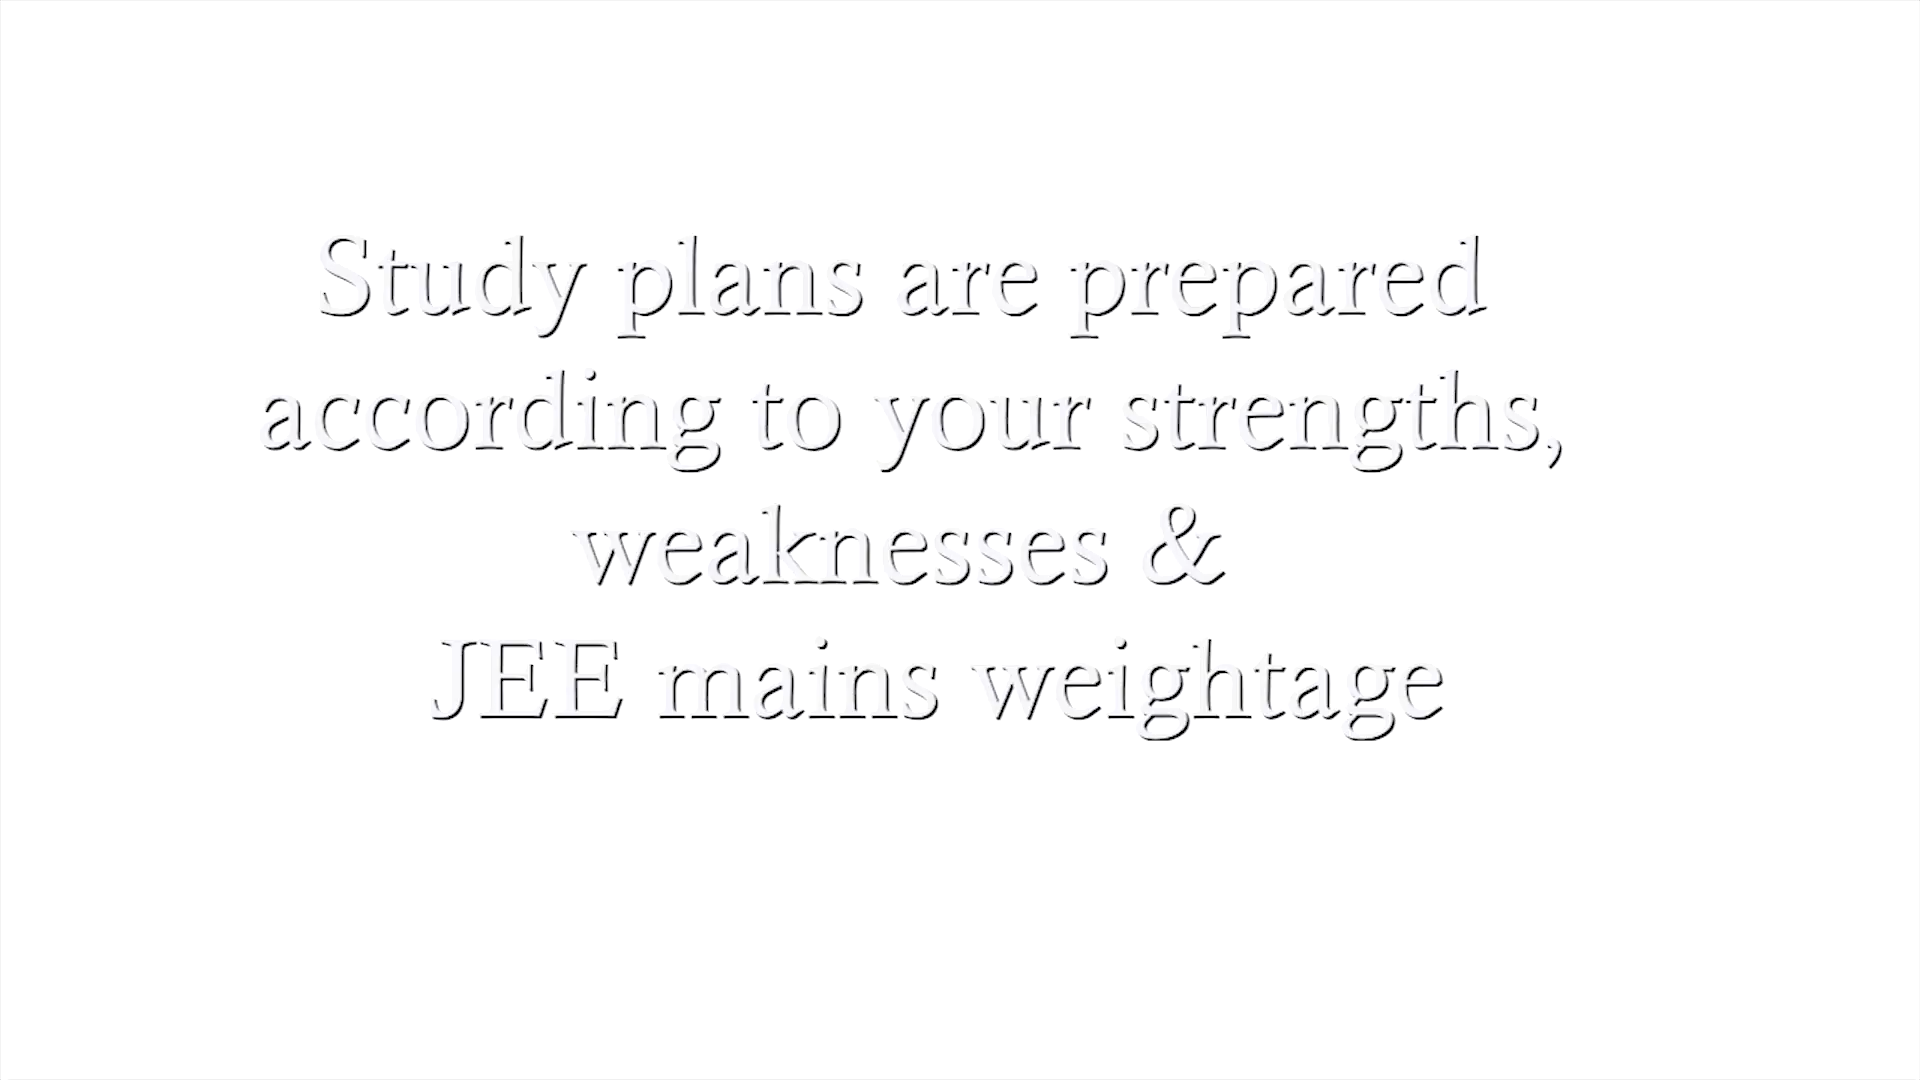 Study plans are prepared
according to your strengths,
weaknesses &
JEE mains weightage